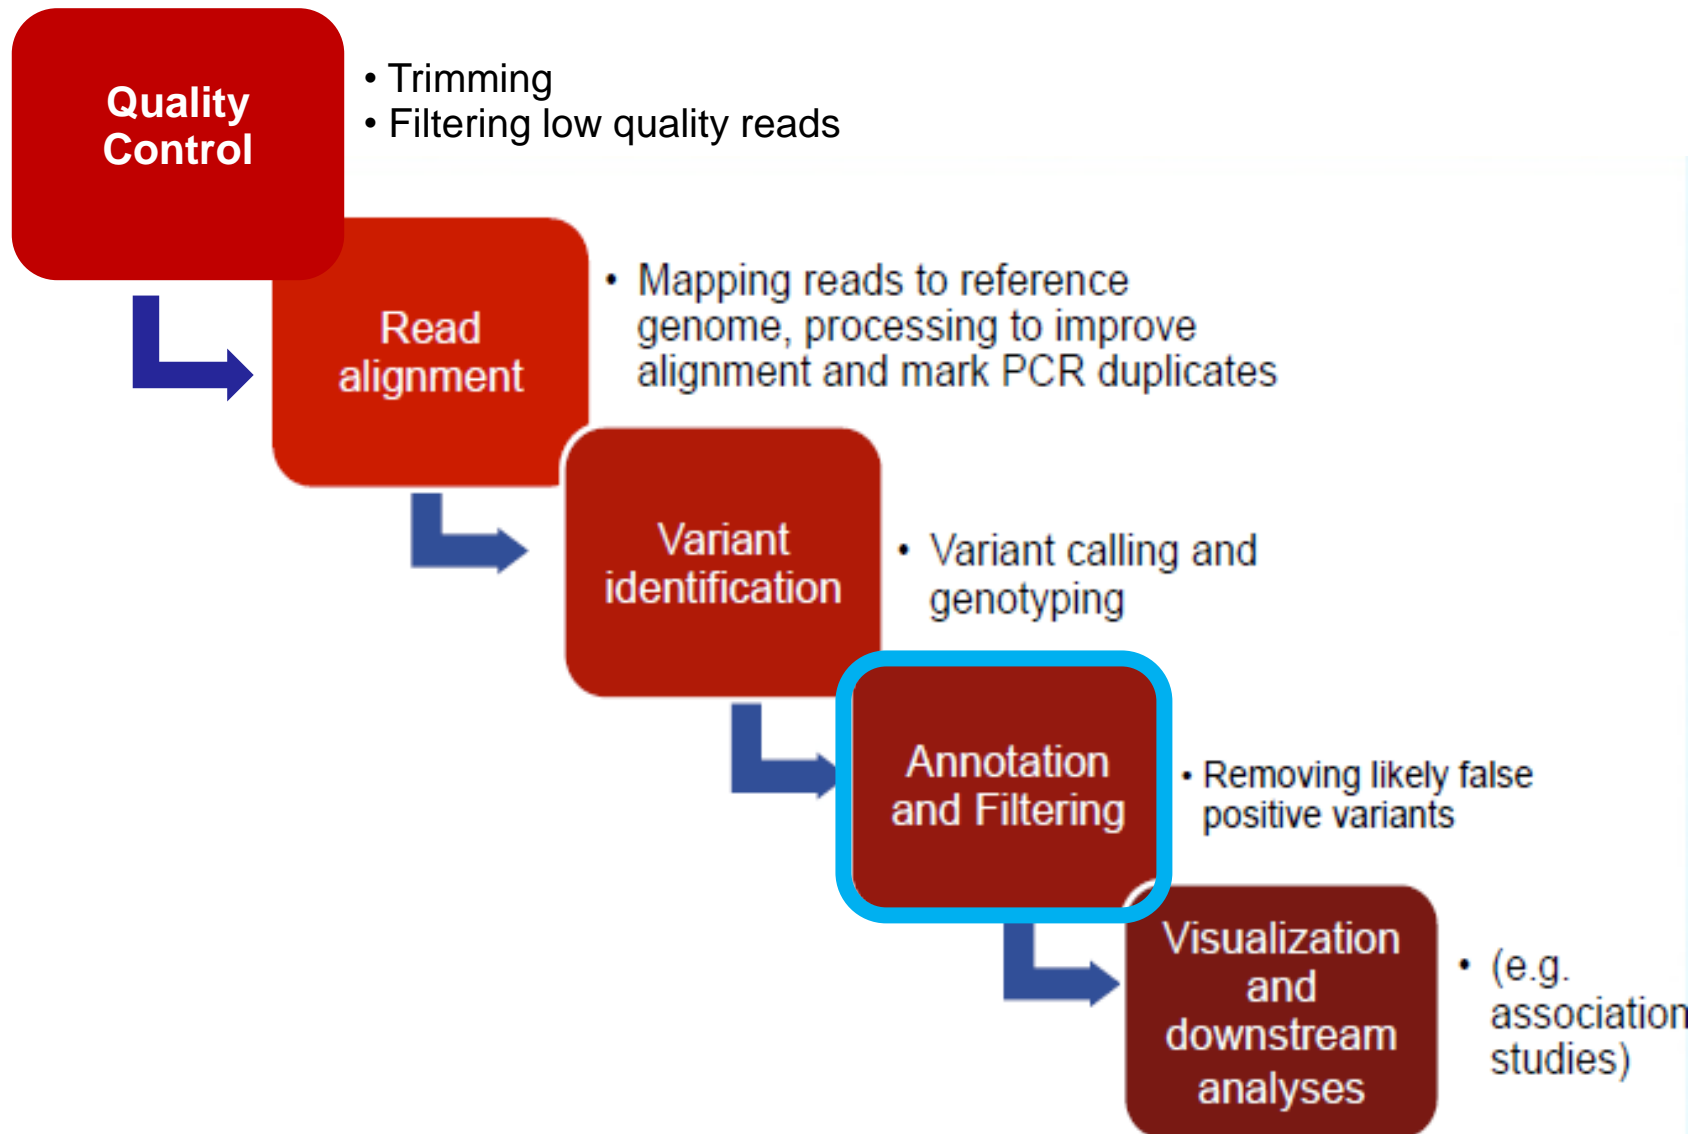 Quality
Control
• Trimming
• Filtering low quality reads
Read
alignment
• Mapping reads to reference
genome, processing to improve
alignment and mark PCR duplicates
Variant
identification
• Variant calling and
genotyping
Annotation
and Filtering
• Removing likely false
positive variants
Visualization
and
downstream
analyses
• (e.g.
association
studies)